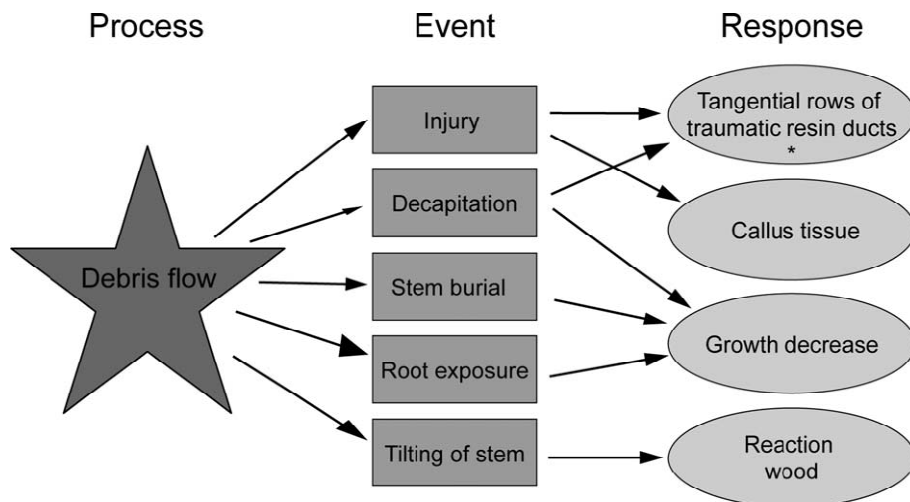 Process
Event
Response
Debris flow
Injury
Decapitation
Stem burial
Root exposure
Tilting of stem
Tangential rows of
traumatic resin ducts
*
Callus tissue
Growth decrease
Reaction
wood